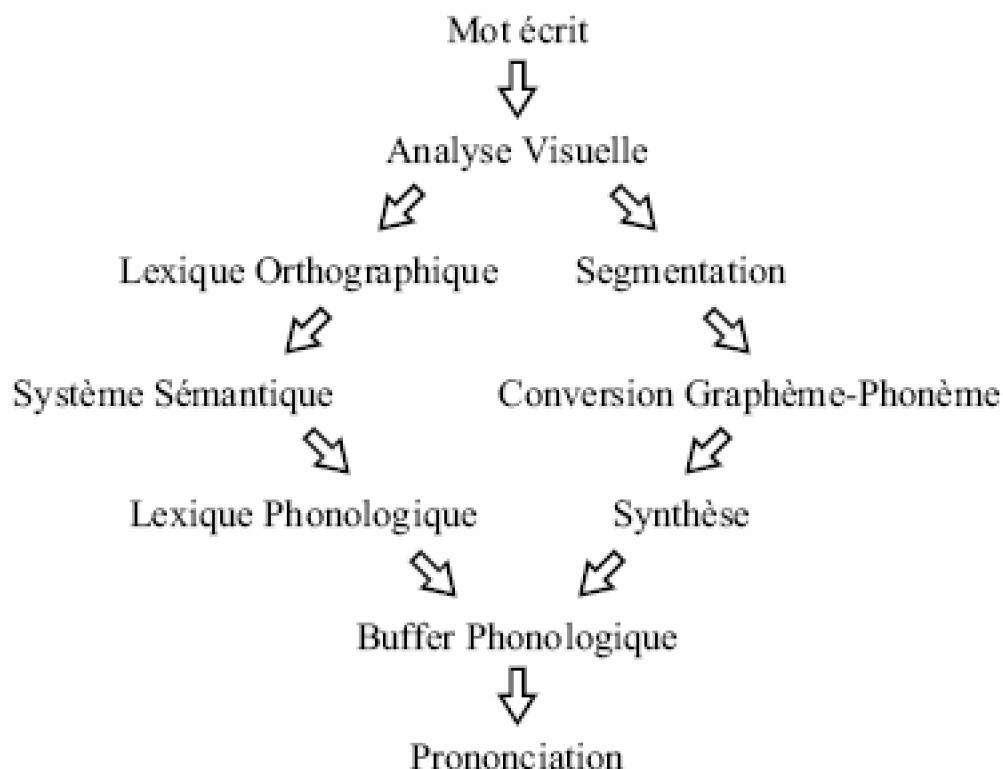 Mot écrit
Analyse Visuelle
Lexique Orthographique Segmentation
Système Sémantique Conversion Graphème-Phonème
Lexique Phonologique Synthèse
Buffer Phonologique
Prononciation